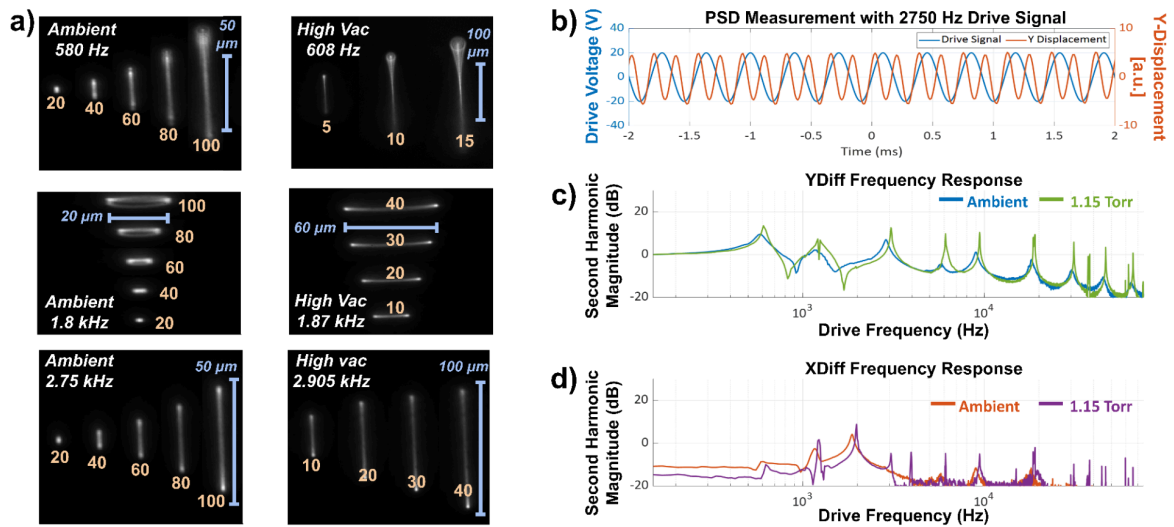 a)
Ambient
580 Hz
50
µm
20
40
60
80
100
High Vac
608 Hz
100
µm
5
10
15
100
20 µm
80
60
40
20
Ambient
1.8 kHz
40
60 µm
30
20
10
High Vac
1.87 kHz
Ambient
2.75 kHz
50 µm
20
40
60
80
100
High vac
2.905 kHz
100 µm
10
20
30
40
b)
PSD Measurement with 2750 Hz Drive Signal
Drive Signal
Y Displacement
Drive Voltage (V)
40
20
0
-20
-40
10
0
-10
Y-Displacement
[a.u.]
-2
-1.5
-1
-0.5
0
0.5
1
1.5
2
Time (ms)
c)
YDiff Frequency Response
Ambient
1.15 Torr
Second Harmonic
Magnitude (dB)
20
0
-20
10³
10⁴
Drive Frequency (Hz)
d)
XDiff Frequency Response
Ambient
1.15 Torr
Second Harmonic
Magnitude (dB)
20
0
-20
10³
10⁴
Drive Frequency (Hz)